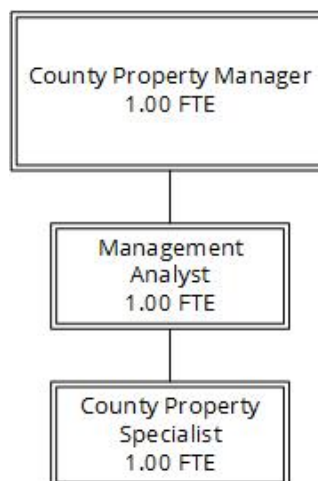 County Property Manager
1.00 FTE
Management
Analyst
1.00 FTE
County Property
Specialist
1.00 FTE